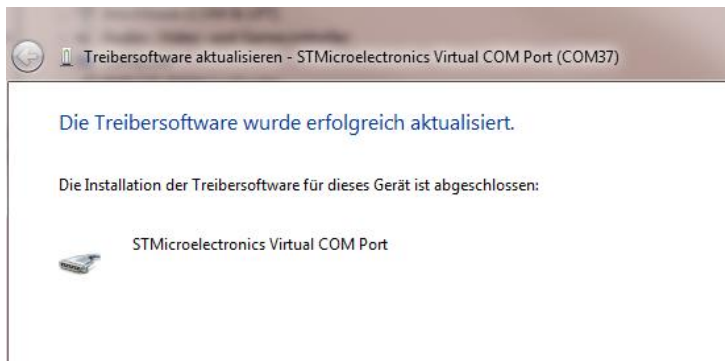 Treibersoftware aktualisieren - STMicroelectronics Virtual COM Port (COM37)
Die Treibersoftware wurde erfolgreich aktualisiert.
Die Installation der Treibersoftware für dieses Gerät ist abgeschlossen:
STMicroelectronics Virtual COM Port